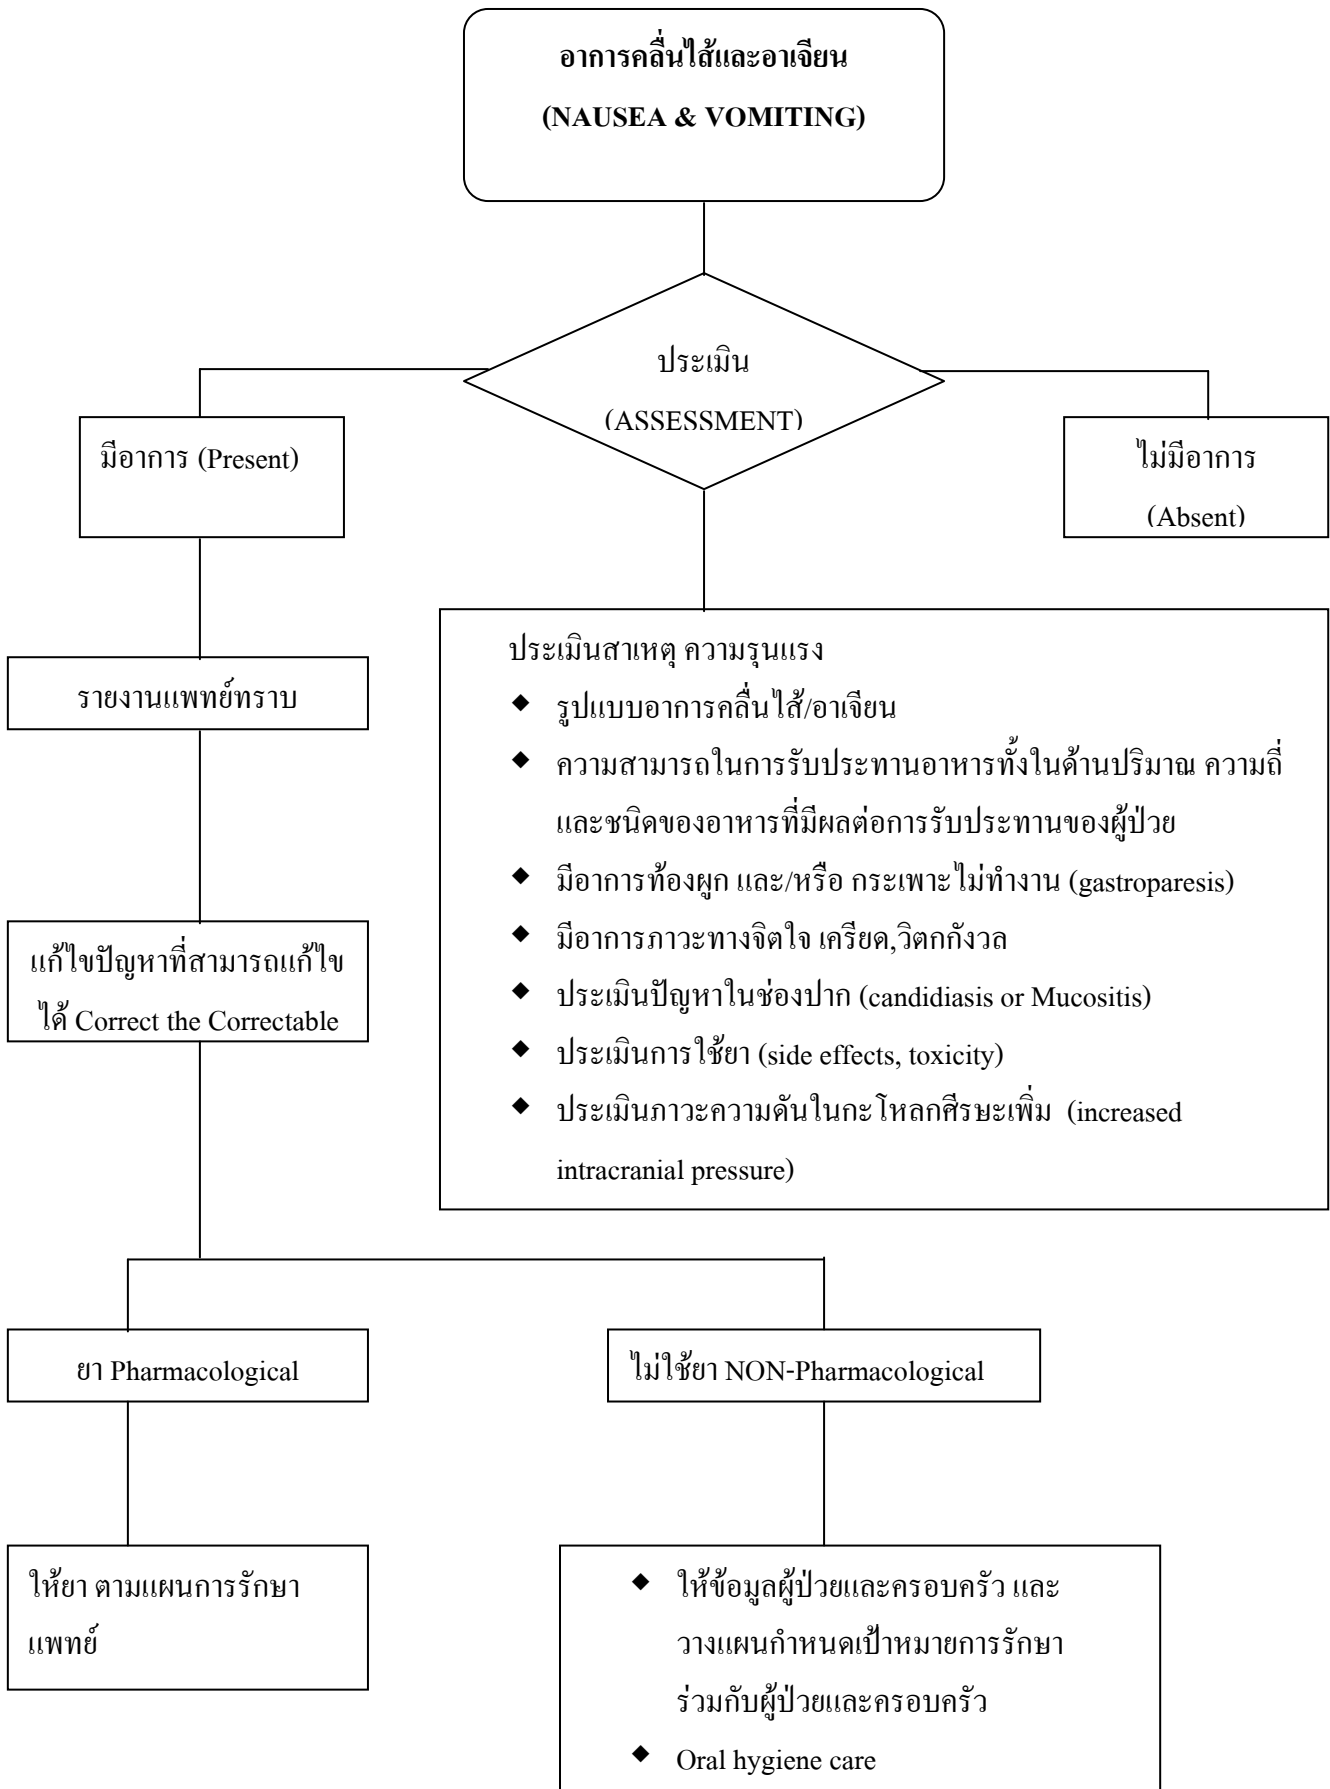 อาการคลื่นไส้และอาเจียน
(NAUSEA & VOMITING)
ประเมิน
(ASSESSMENT)
มีอาการ (Present)
ไม่มีอาการ
(Absent)
รายงานแพทย์ทราบ
แก้ไขปัญหาที่สามารถแก้ไข
ได้ Correct the Correctable
ประเมินสาเหตุ ความรุนแรง
◆ รูปแบบอาการคลื่นไส้/อาเจียน
◆ ความสามารถในการรับประทานอาหารทั้งในด้านปริมาณ ความถี่
และชนิดของอาหารที่มีผลต่อการรับประทานของผู้ป่วย
◆ มีอาการท้องผูก และ/หรือ กระเพาะไม่ทำงาน (gastroparesis)
◆ มีอาการภาวะทางจิตใจ เครียด,วิตกกังวล
◆ ประเมินปัญหาในช่องปาก (candidiasis or Mucositis)
◆ ประเมินการใช้ยา (side effects, toxicity)
◆ ประเมินภาวะความดันในกะโหลกศีรษะเพิ่ม (increased
intracranial pressure)
ยา Pharmacological
ไม่ใช้ยา NON-Pharmacological
ให้ยา ตามแผนการรักษา
แพทย์
◆ ให้ข้อมูลผู้ป่วยและครอบครัว และ
วางแผนกำหนดเป้าหมายการรักษา
ร่วมกับผู้ป่วยและครอบครัว
◆ Oral hygiene care